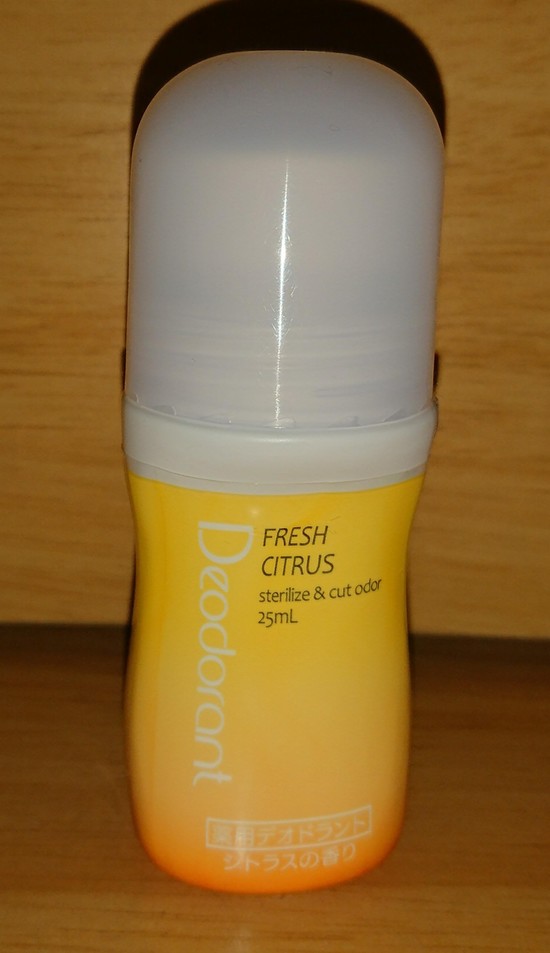 Deodorant
FRESH
CITRUS
sterilize & cut odor
25mL
薬用デオドラント
シトラスの香り